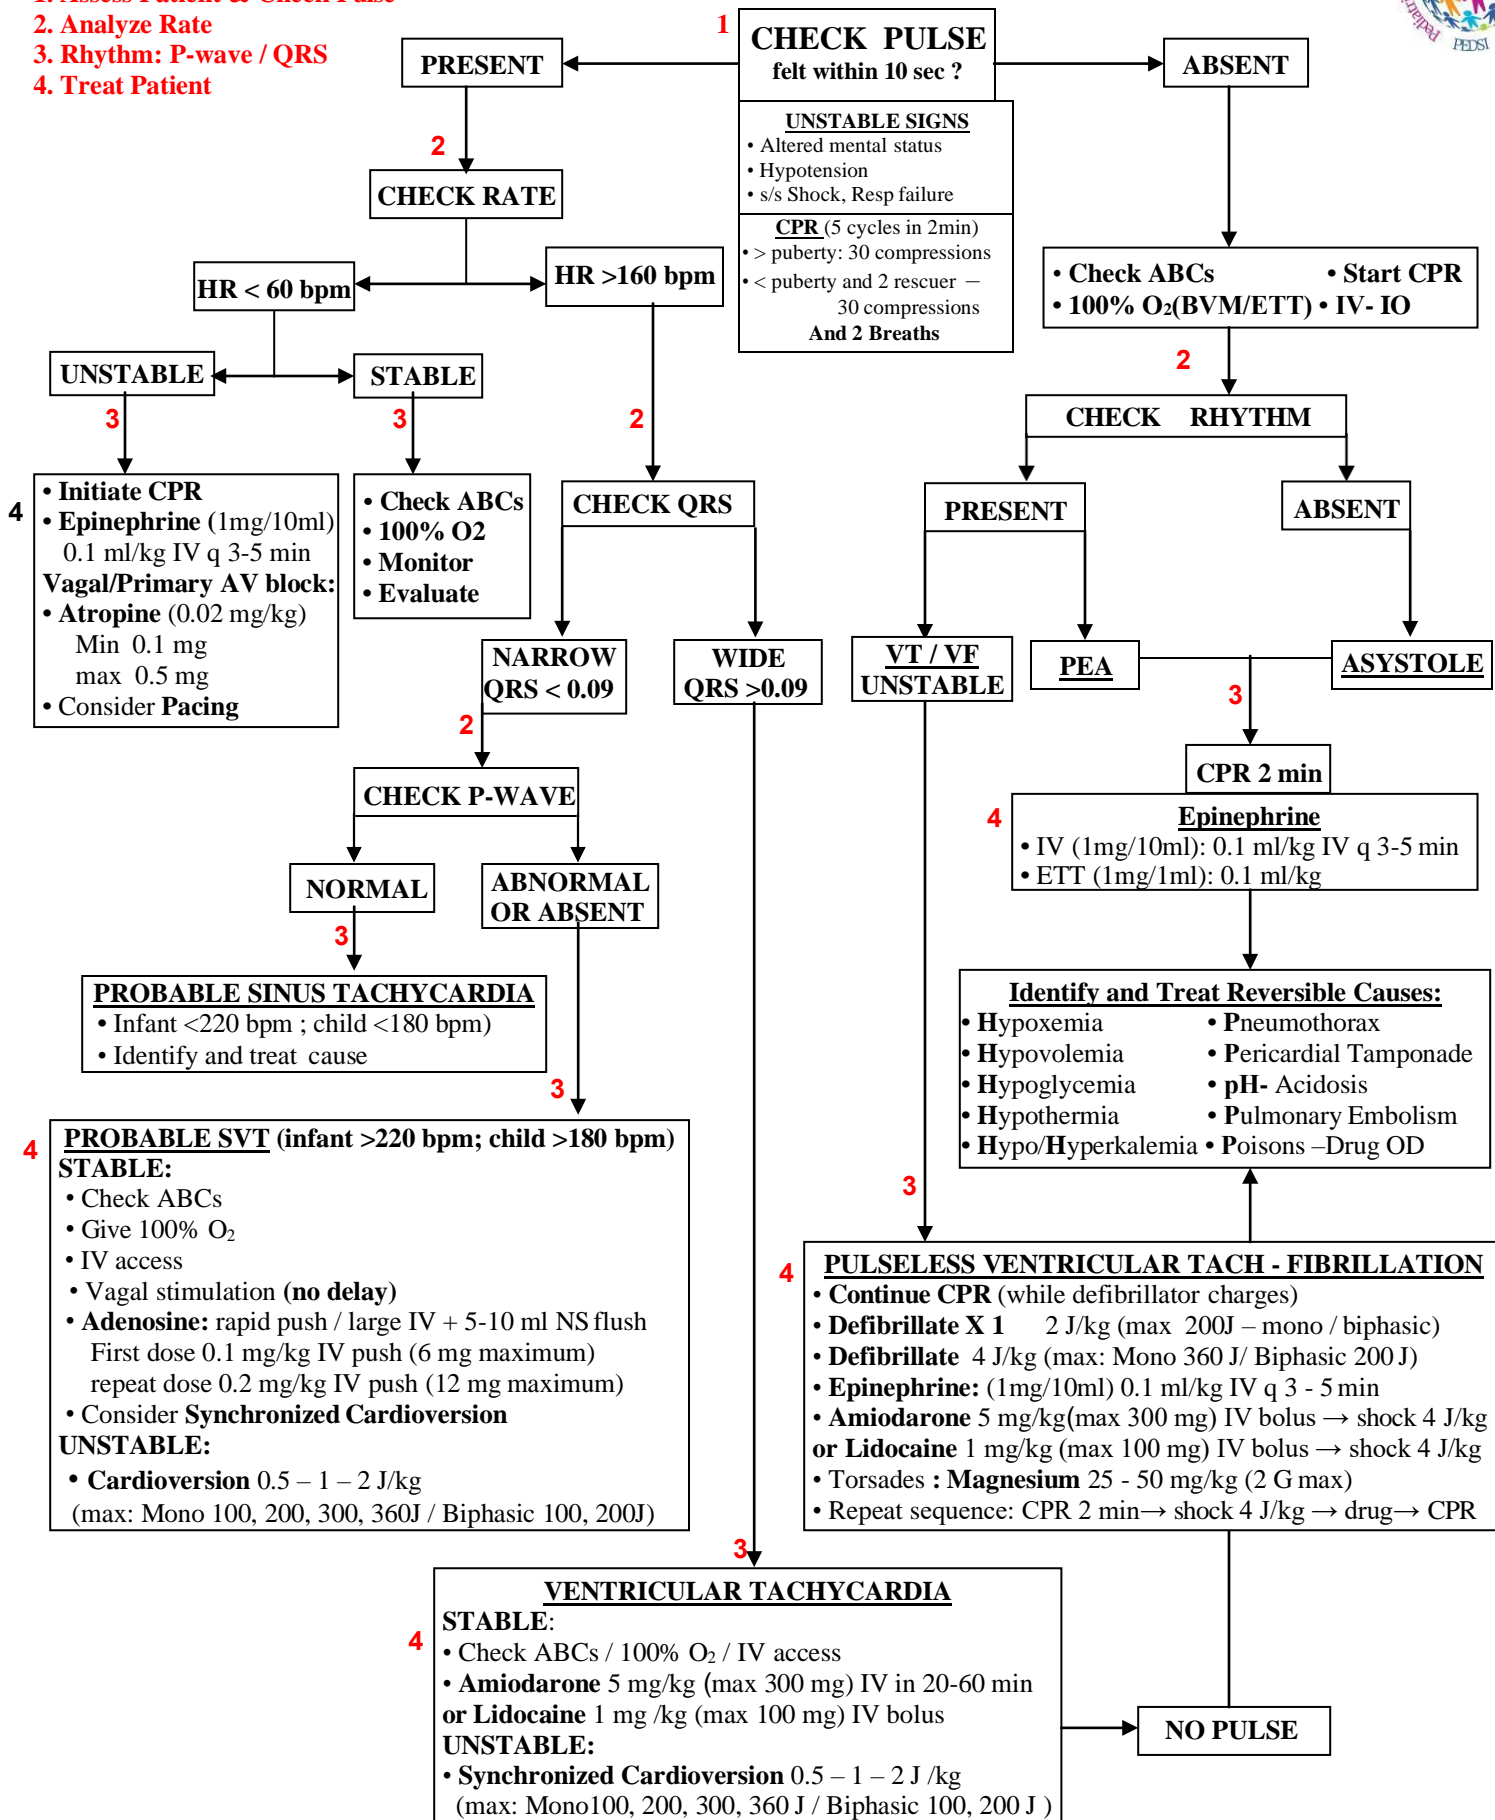 1. Assess Patient & Check Pulse
2. Analyze Rate
3. Rhythm: P-wave / QRS
4. Treat Patient
Pediatric
PEDSI
1
CHECK PULSE
felt within 10 sec ?
PRESENT
ABSENT
UNSTABLE SIGNS
• Altered mental status
• Hypotension
• s/s Shock, Resp failure
CPR (5 cycles in 2min)
• > puberty: 30 compressions
• < puberty and 2 rescuer –
30 compressions
And 2 Breaths
2
CHECK RATE
HR < 60 bpm
HR >160 bpm
• Check ABCs • Start CPR
• 100% O2(BVM/ETT) • IV- IO
UNSTABLE
STABLE
2
CHECK RHYTHM
3
3
2
4
• Initiate CPR
• Epinephrine (1mg/10ml)
0.1 ml/kg IV q 3-5 min
Vagal/Primary AV block:
• Atropine (0.02 mg/kg)
Min 0.1 mg
max 0.5 mg
• Consider Pacing
• Check ABCs
• 100% O2
• Monitor
• Evaluate
CHECK QRS
PRESENT
ABSENT
NARROW
QRS < 0.09
WIDE
QRS >0.09
VT / VF
UNSTABLE
PEA
ASYSTOLE
2
3
CHECK P-WAVE
CPR 2 min
4
Epinephrine
• IV (1mg/10ml): 0.1 ml/kg IV q 3-5 min
• ETT (1mg/1ml): 0.1 ml/kg
NORMAL
ABNORMAL
OR ABSENT
3
PROBABLE SINUS TACHYCARDIA
• Infant <220 bpm ; child <180 bpm)
• Identify and treat cause
Identify and Treat Reversible Causes:
• Hypoxemia • Pneumothorax
• Hypovolemia • Pericardial Tamponade
• Hypoglycemia • pH- Acidosis
• Hypothermia • Pulmonary Embolism
• Hypo/Hyperkalemia • Poisons –Drug OD
3
4
PROBABLE SVT (infant >220 bpm; child >180 bpm)
STABLE:
• Check ABCs
• Give 100% O2
• IV access
• Vagal stimulation (no delay)
• Adenosine: rapid push / large IV + 5-10 ml NS flush
First dose 0.1 mg/kg IV push (6 mg maximum)
repeat dose 0.2 mg/kg IV push (12 mg maximum)
• Consider Synchronized Cardioversion
UNSTABLE:
• Cardioversion 0.5 – 1 – 2 J/kg
(max: Mono 100, 200, 300, 360J / Biphasic 100, 200J)
3
4
PULSELESS VENTRICULAR TACH - FIBRILLATION
• Continue CPR (while defibrillator charges)
• Defibrillate X 1 2 J/kg (max 200J – mono / biphasic)
• Defibrillate 4 J/kg (max: Mono 360 J/ Biphasic 200 J)
• Epinephrine: (1mg/10ml) 0.1 ml/kg IV q 3 - 5 min
• Amiodarone 5 mg/kg(max 300 mg) IV bolus → shock 4 J/kg
or Lidocaine 1 mg/kg (max 100 mg) IV bolus → shock 4 J/kg
• Torsades : Magnesium 25 - 50 mg/kg (2 G max)
• Repeat sequence: CPR 2 min→ shock 4 J/kg → drug→ CPR
3
4
VENTRICULAR TACHYCARDIA
STABLE:
• Check ABCs / 100% O2 / IV access
• Amiodarone 5 mg/kg (max 300 mg) IV in 20-60 min
or Lidocaine 1 mg /kg (max 100 mg) IV bolus
UNSTABLE:
• Synchronized Cardioversion 0.5 – 1 – 2 J /kg
(max: Mono100, 200, 300, 360 J / Biphasic 100, 200 J )
NO PULSE